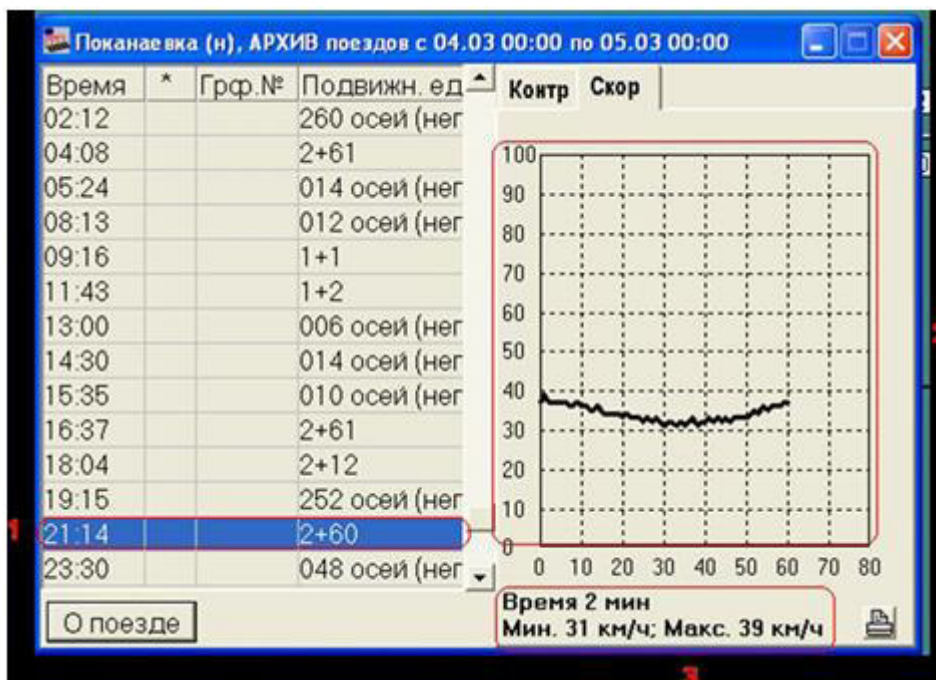 Поканаевка (н), АРХИВ поездов с 04.03 00:00 по 05.03 00:00
Время * Грф.№ Подвижн. ед
02:12 260 осей (нег
04:08 2+61
05:24 014 осей (нег
08:13 012 осей (нег
09:16 1+1
11:43 1+2
13:00 006 осей (нег
14:30 014 осей (нег
15:35 010 осей (нег
16:37 2+61
18:04 2+12
19:15 252 осей (нег
1 21:14 2+60
23:30 048 осей (нег
О поезде
Контр Скор
100
90
80
70
60
50
40
30
20
10
0
0 10 20 30 40 50 60 70 80
Время 2 мин
Мин. 31 км/ч; Макс. 39 км/ч
3